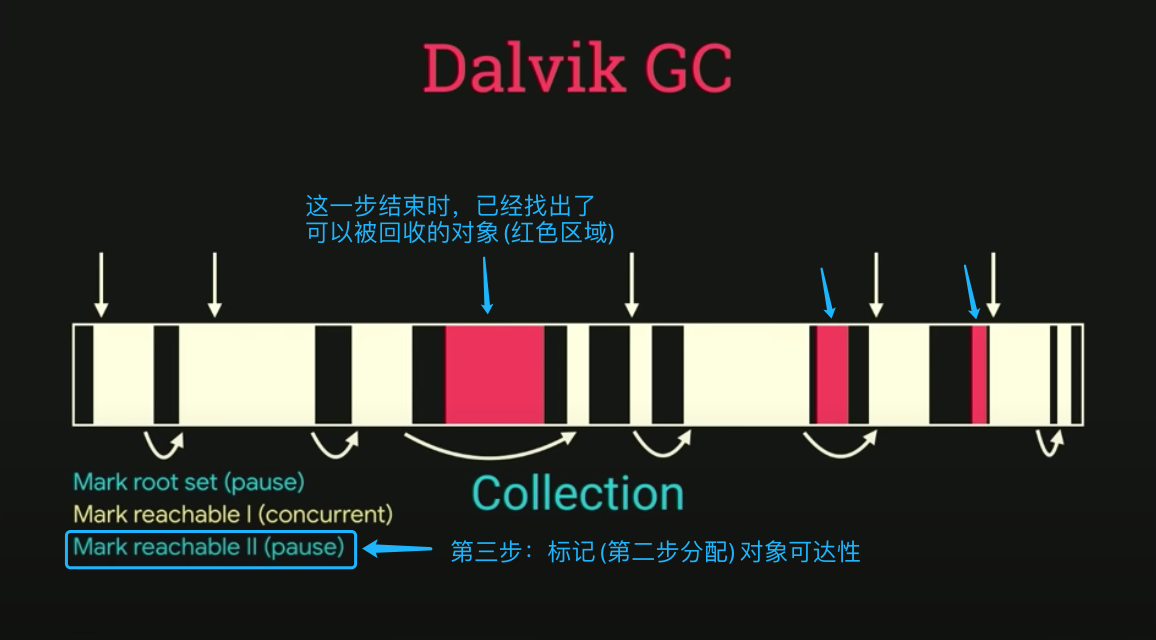 Dalvik GC
这一步结束时，已经找出了
可以被回收的对象(红色区域)
Mark root set (pause)
Collection
Mark reachable I (concurrent)
Mark reachable II (pause)
第三步：标记(第二步分配)对象可达性